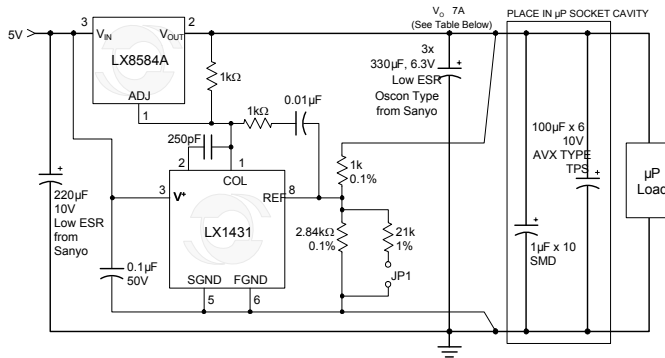 V_O 7A
(See Table Below)
PLACE IN µP SOCKET CAVITY
5V
3
V_IN
V_OUT
2
LX8584A
ADJ
1
1kΩ
1kΩ
0.01µF
250pF
3x
330µF, 6.3V
Low ESR
Oscon Type
from Sanyo
100µF x 6
10V
AVX TYPE
TPS
µP
Load
220µF
10V
Low ESR
from
Sanyo
2
1
COL
3
V+
REF
8
LX1431
SGND
FGND
5
6
1k
0.1%
2.84kΩ
0.1%
21k
1%
JP1
0.1µF
50V
1µF x 10
SMD